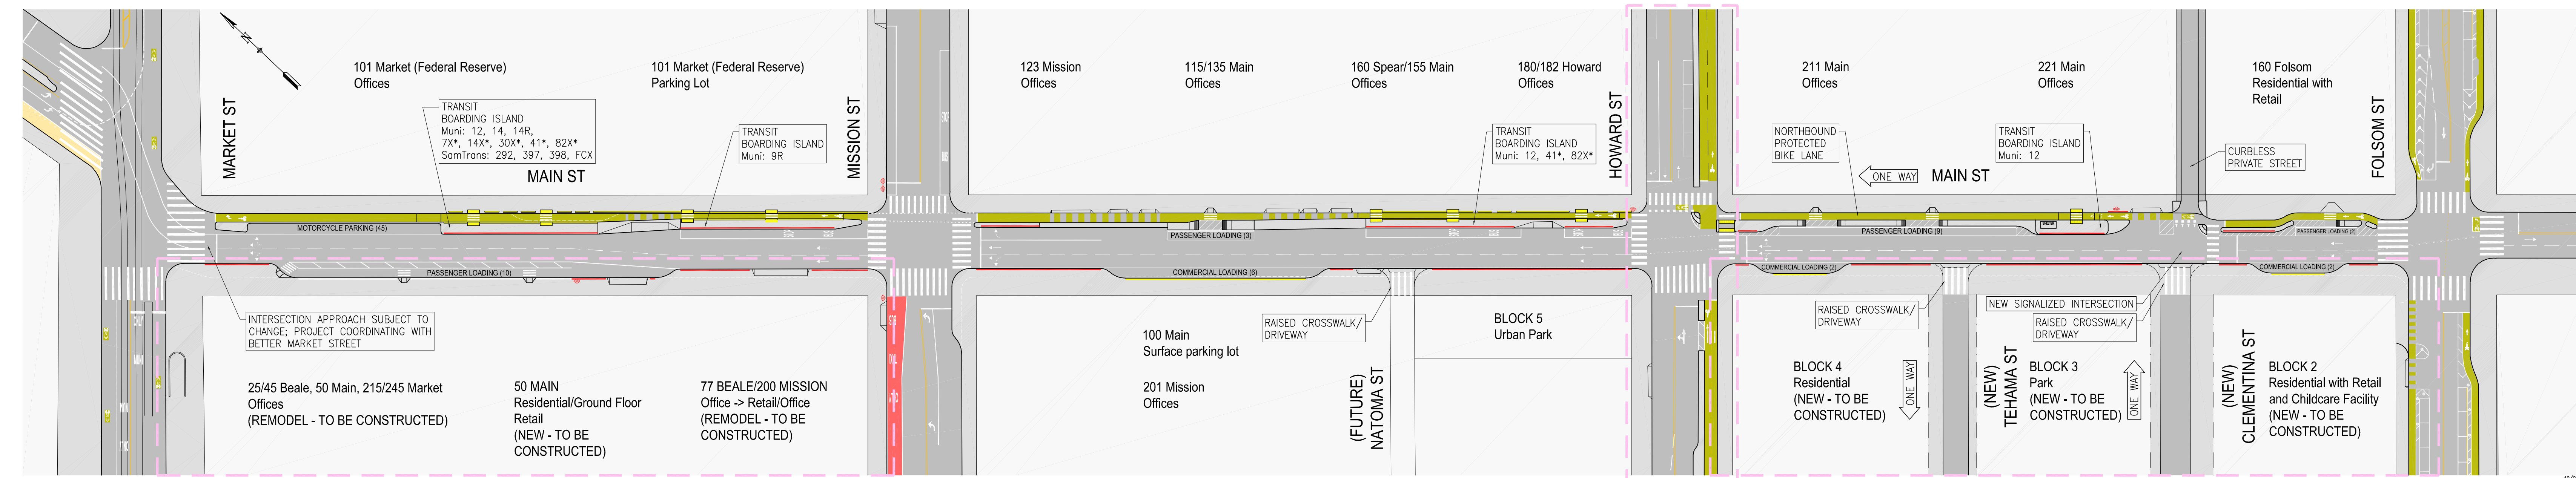 N
101 Market (Federal Reserve)
Offices
101 Market (Federal Reserve)
Parking Lot
123 Mission
Offices
115/135 Main
Offices
160 Spear/155 Main
Offices
180/182 Howard
Offices
211 Main
Offices
221 Main
Offices
160 Folsom
Residential with
Retail
MARKET ST
TRANSIT
BOARDING ISLAND
Muni: 12, 14, 14R,
7X*, 14X*, 30X*, 41*, 82X*
SamTrans: 292, 397, 398, FCX
TRANSIT
BOARDING ISLAND
Muni: 9R
MAIN ST
MISSION ST
TRANSIT
BOARDING ISLAND
Muni: 12, 41*, 82X*
HOWARD ST
NORTHBOUND
PROTECTED
BIKE LANE
ONE WAY
MAIN ST
TRANSIT
BOARDING ISLAND
Muni: 12
CURBLESS
PRIVATE STREET
FOLSOM ST
MOTORCYCLE PARKING (45)
PASSENGER LOADING (3)
PASSENGER LOADING (9)
PASSENGER LOADING (2)
PASSENGER LOADING (10)
COMMERCIAL LOADING (6)
COMMERCIAL LOADING (2)
COMMERCIAL LOADING (2)
INTERSECTION APPROACH SUBJECT TO
CHANGE; PROJECT COORDINATING WITH
BETTER MARKET STREET
RAISED CROSSWALK/
DRIVEWAY
RAISED CROSSWALK/
DRIVEWAY
NEW SIGNALIZED INTERSECTION
RAISED CROSSWALK/
DRIVEWAY
25/45 Beale, 50 Main, 215/245 Market
Offices
(REMODEL - TO BE CONSTRUCTED)
50 MAIN
Residential/Ground Floor
Retail
(NEW - TO BE
CONSTRUCTED)
77 BEALE/200 MISSION
Office -> Retail/Office
(REMODEL - TO BE
CONSTRUCTED)
100 Main
Surface parking lot
201 Mission
Offices
(FUTURE)
NATOMA ST
BLOCK 5
Urban Park
BLOCK 4
Residential
(NEW - TO BE
CONSTRUCTED)
ONE WAY
(NEW)
TEHAMA ST
BLOCK 3
Park
(NEW - TO BE
CONSTRUCTED)
ONE WAY
(NEW)
CLEMENTINA ST
BLOCK 2
Residential with Retail
and Childcare Facility
(NEW - TO BE
CONSTRUCTED)